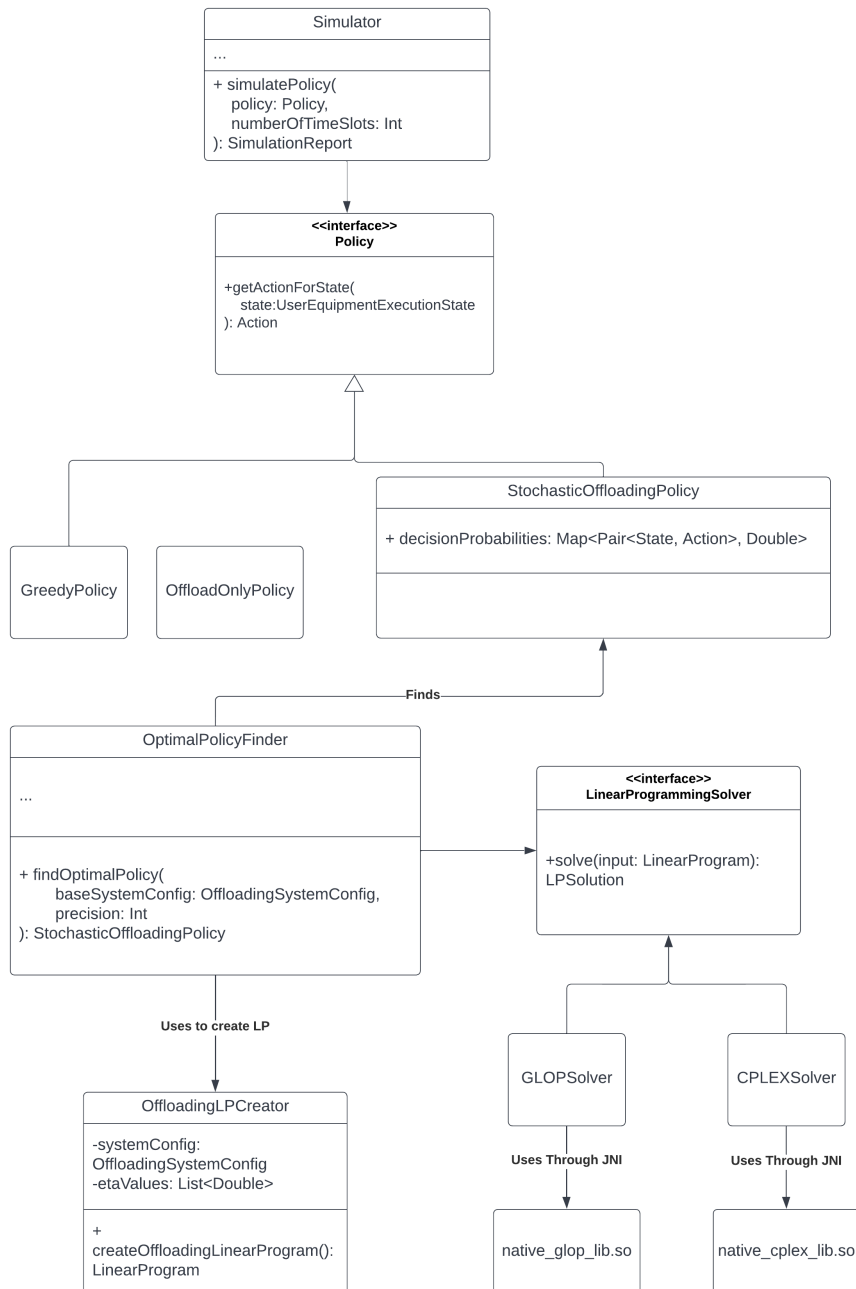 Simulator
...
+ simulatePolicy(
policy: Policy,
numberOfTimeSlots: Int
): SimulationReport
<<interface>>
Policy
+getActionForState(
state:UserEquipmentExecutionState
): Action
StochasticOffloadingPolicy
+ decisionProbabilities: Map<Pair<State, Action>, Double>
GreedyPolicy
OffloadOnlyPolicy
Finds
OptimalPolicyFinder
...
+ findOptimalPolicy(
baseSystemConfig: OffloadingSystemConfig,
precision: Int
): StochasticOffloadingPolicy
<<interface>>
LinearProgrammingSolver
+solve(input: LinearProgram):
LPSolution
Uses to create LP
GLOPSolver
CPLEXSolver
OffloadingLPCreator
-systemConfig:
OffloadingSystemConfig
-etaValues: List<Double>
+
createOffloadingLinearProgram():
LinearProgram
Uses Through JNI
Uses Through JNI
native_glop_lib.so
native_cplex_lib.so